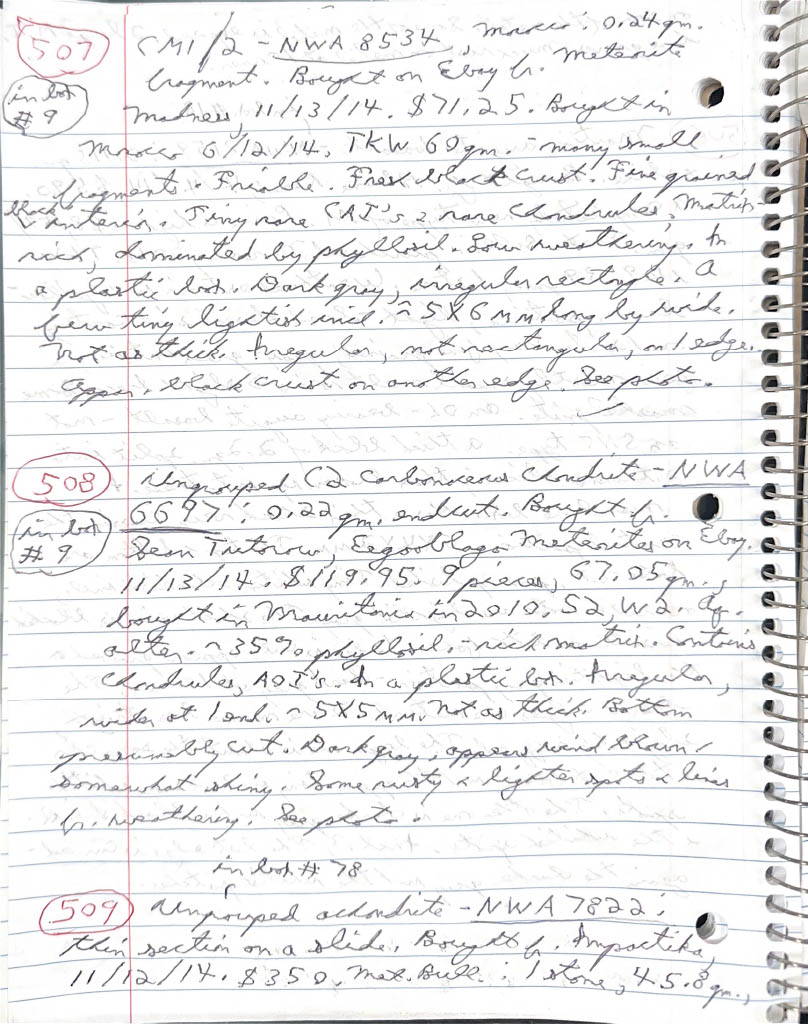 507
in box
# 9
CM1/2 - NWA 8534, Morocco: 0.24 gm.
fragment. Bought on Ebay fr. Meteorite
Madness, 11/13/14. $71.25. Bought in
Morocco 6/12/14. TKW 60 gm. - many small
fragments. Friable. Fresh black crust. Fine grained
black interior. Tiny rare CAI's & rare chondrules, Matrix-
rich, dominated by phyllosil. Low weathering. In
a plastic box. Dark gray, irregular rectangle. A
few tiny lightish incl. ~ 5X6 mm long by wide.
Not as thick. Irregular, not rectangular, on 1 edge.
Appar. black crust on another edge. See photo.
508
in box
# 9
Ungrouped C2 Carbonaceous Chondrite - NWA
6697: 0.22 gm. endcut. Bought fr.
Sean Tutorow, Eegooblago Meteorites on Ebay.
11/13/14. $119.95. 9 pieces, 67.05 gm.,
bought in Mauritania in 2010. S2, W2. Aq.
alter. ~ 35% phyllosil. - rich matrix. Contains
chondrules, AOI's. In a plastic box. Irregular,
wider at 1 end. ~ 5X5 mm. Not as thick. Bottom
presumably cut. Dark gray, appears wind blown/
somewhat shiny. Some rusty & lighter spots & lines
fr. weathering. See photo.
in box # 78
509
Ungrouped achondrite - NWA 7822:
thin section on a slide. Bought fr. Impactika,
11/12/14. $350. Met. Bull.: 1 stone, 45.8 gm.,